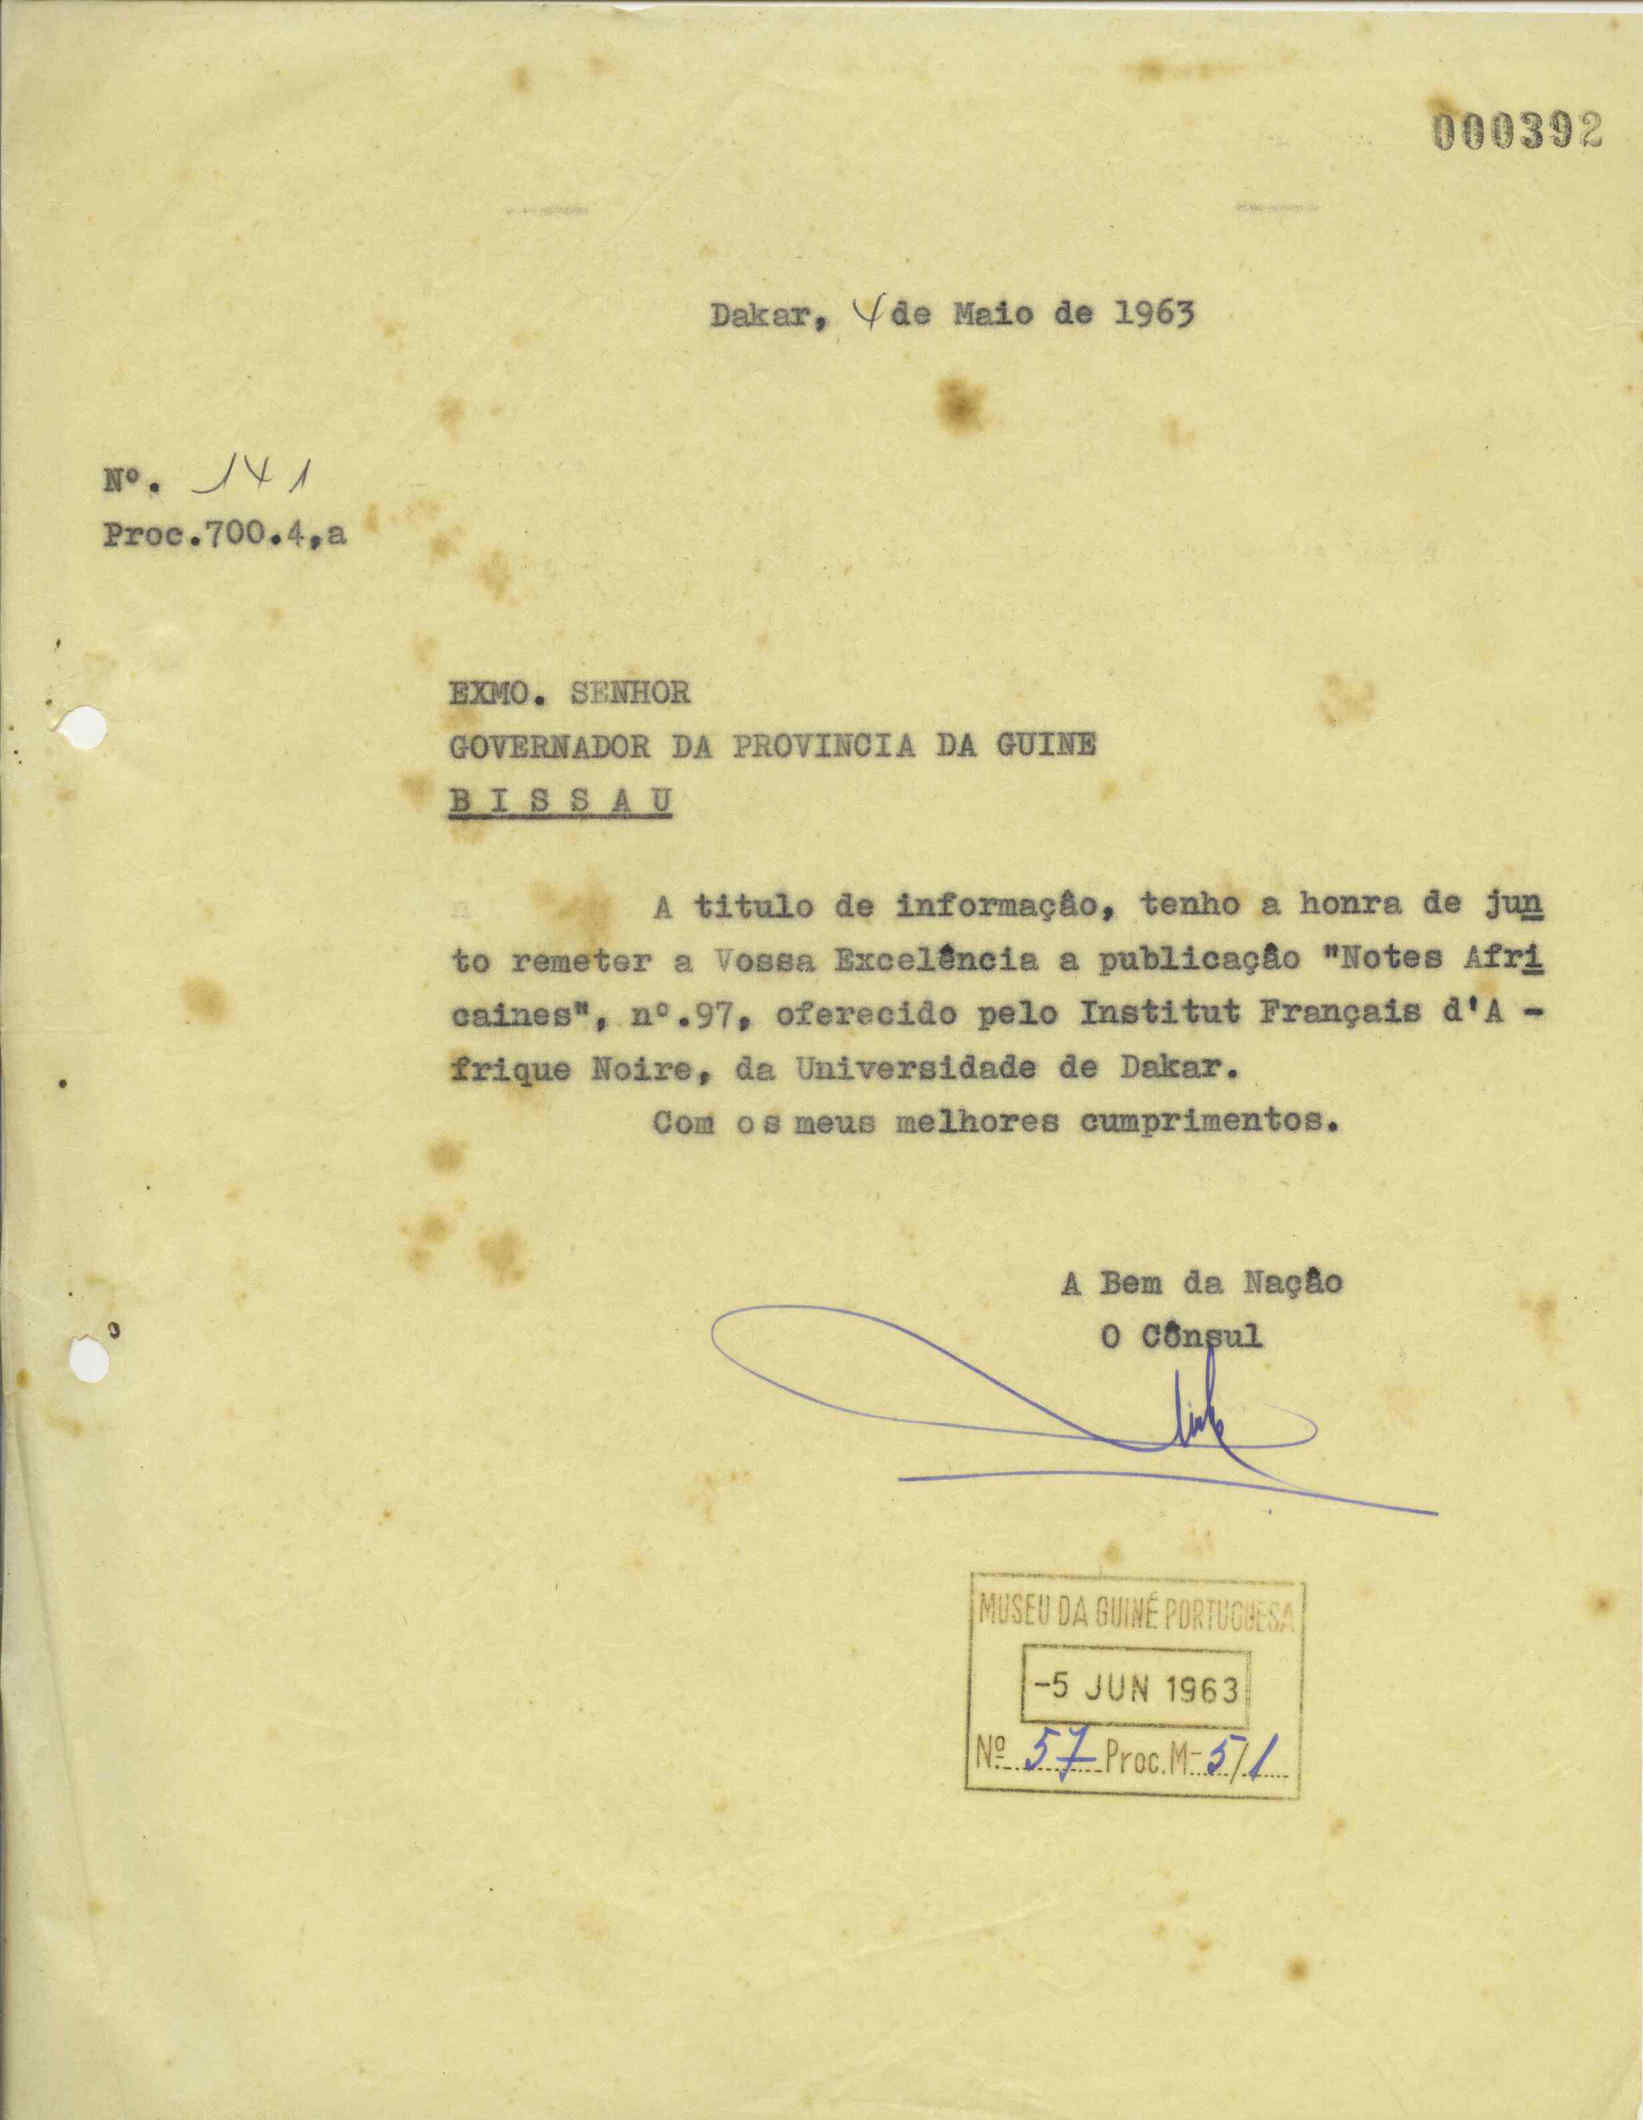 000392
Dakar, 4 de Maio de 1963
Nº. 141
Proc.700.4,a
EXMO. SENHOR
GOVERNADOR DA PROVINCIA DA GUINE
B I S S A U
A titulo de informação, tenho a honra de jun
to remeter a Vossa Excelência a publicação "Notes Afri
caines", nº.97, oferecido pelo Institut Français d'A -
frique Noire, da Universidade de Dakar.
Com os meus melhores cumprimentos.
A Bem da Nação
O Cônsul
MUSEU DA GUINÉ PORTUGUESA
-5 JUN 1963
Nº 57 Proc. M- 5/1